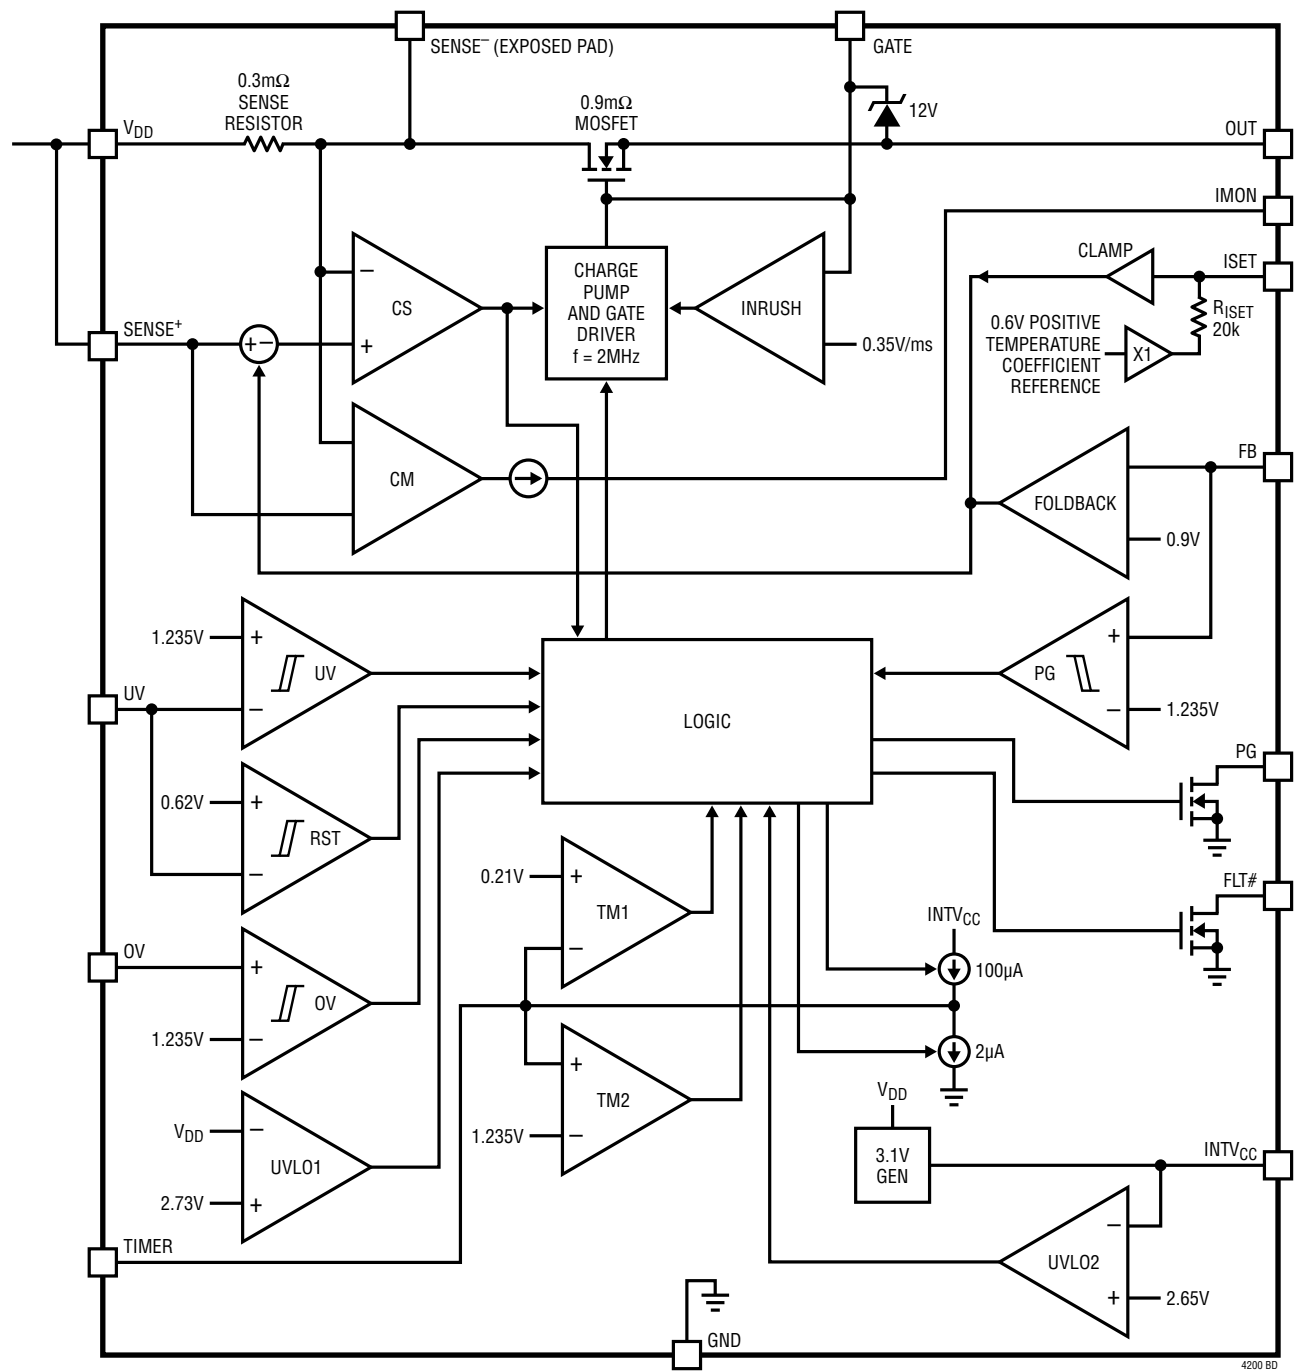 SENSE– (EXPOSED PAD)
GATE
0.3mΩ
SENSE
RESISTOR
0.9mΩ
MOSFET
12V
VDD
OUT
IMON
CLAMP
ISET
CHARGE
PUMP
AND GATE
DRIVER
f = 2MHz
–
CS
+
INRUSH
0.35V/ms
RISET
20k
0.6V POSITIVE
TEMPERATURE
COEFFICIENT
REFERENCE
X1
SENSE+
+–
CM
FB
FOLDBACK
0.9V
1.235V
+
UV
–
UV
LOGIC
+
PG
–
1.235V
PG
0.62V
+
RST
–
FLT#
0.21V
+
TM1
–
INTVCC
100µA
2µA
OV
+
OV
1.235V
–
+
TM2
1.235V
–
VDD
3.1V
GEN
INTVCC
VDD
–
UVLO1
2.73V
+
–
UVLO2
+
2.65V
TIMER
GND
4200 BD